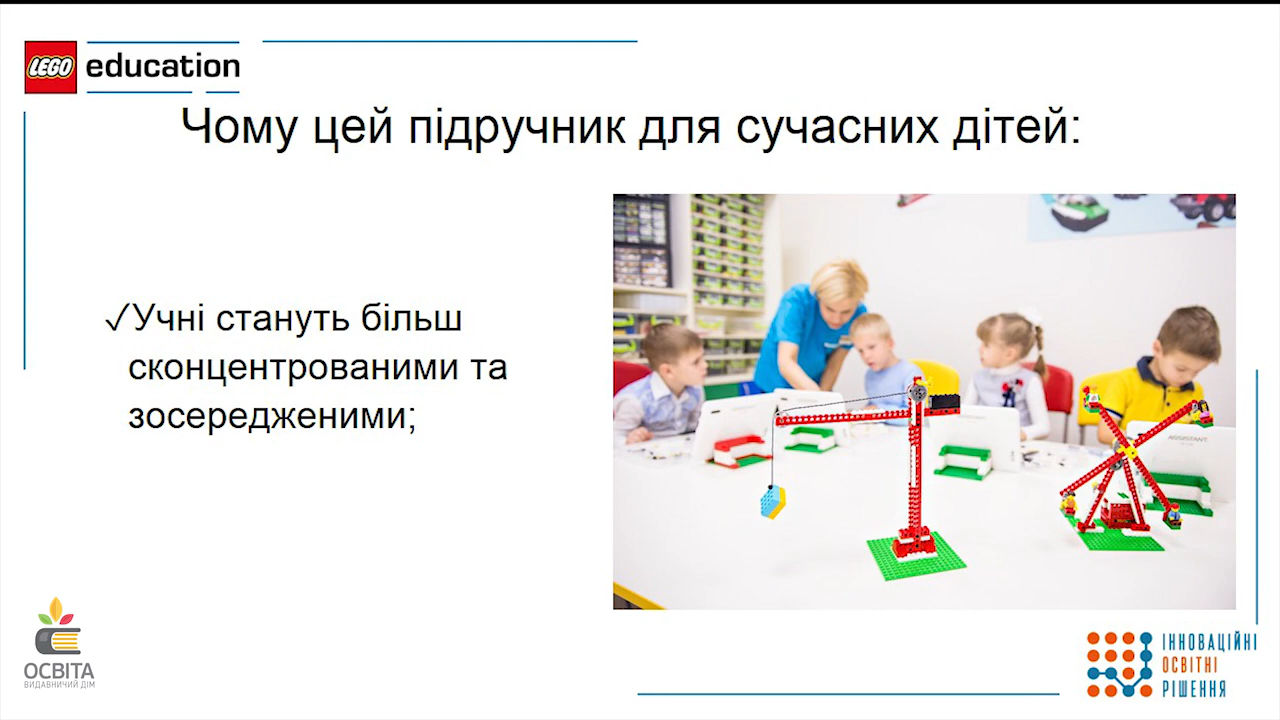 LEGO education
Чому цей підручник для сучасних дітей:
✓Учні стануть більш
сконцентрованими та
зосередженими;
ASSISTANT
ОСВІТА
ВИДАВНИЧИЙ ДІМ
ІННОВАЦІЙНІ
ОСВІТНІ
РІШЕННЯ